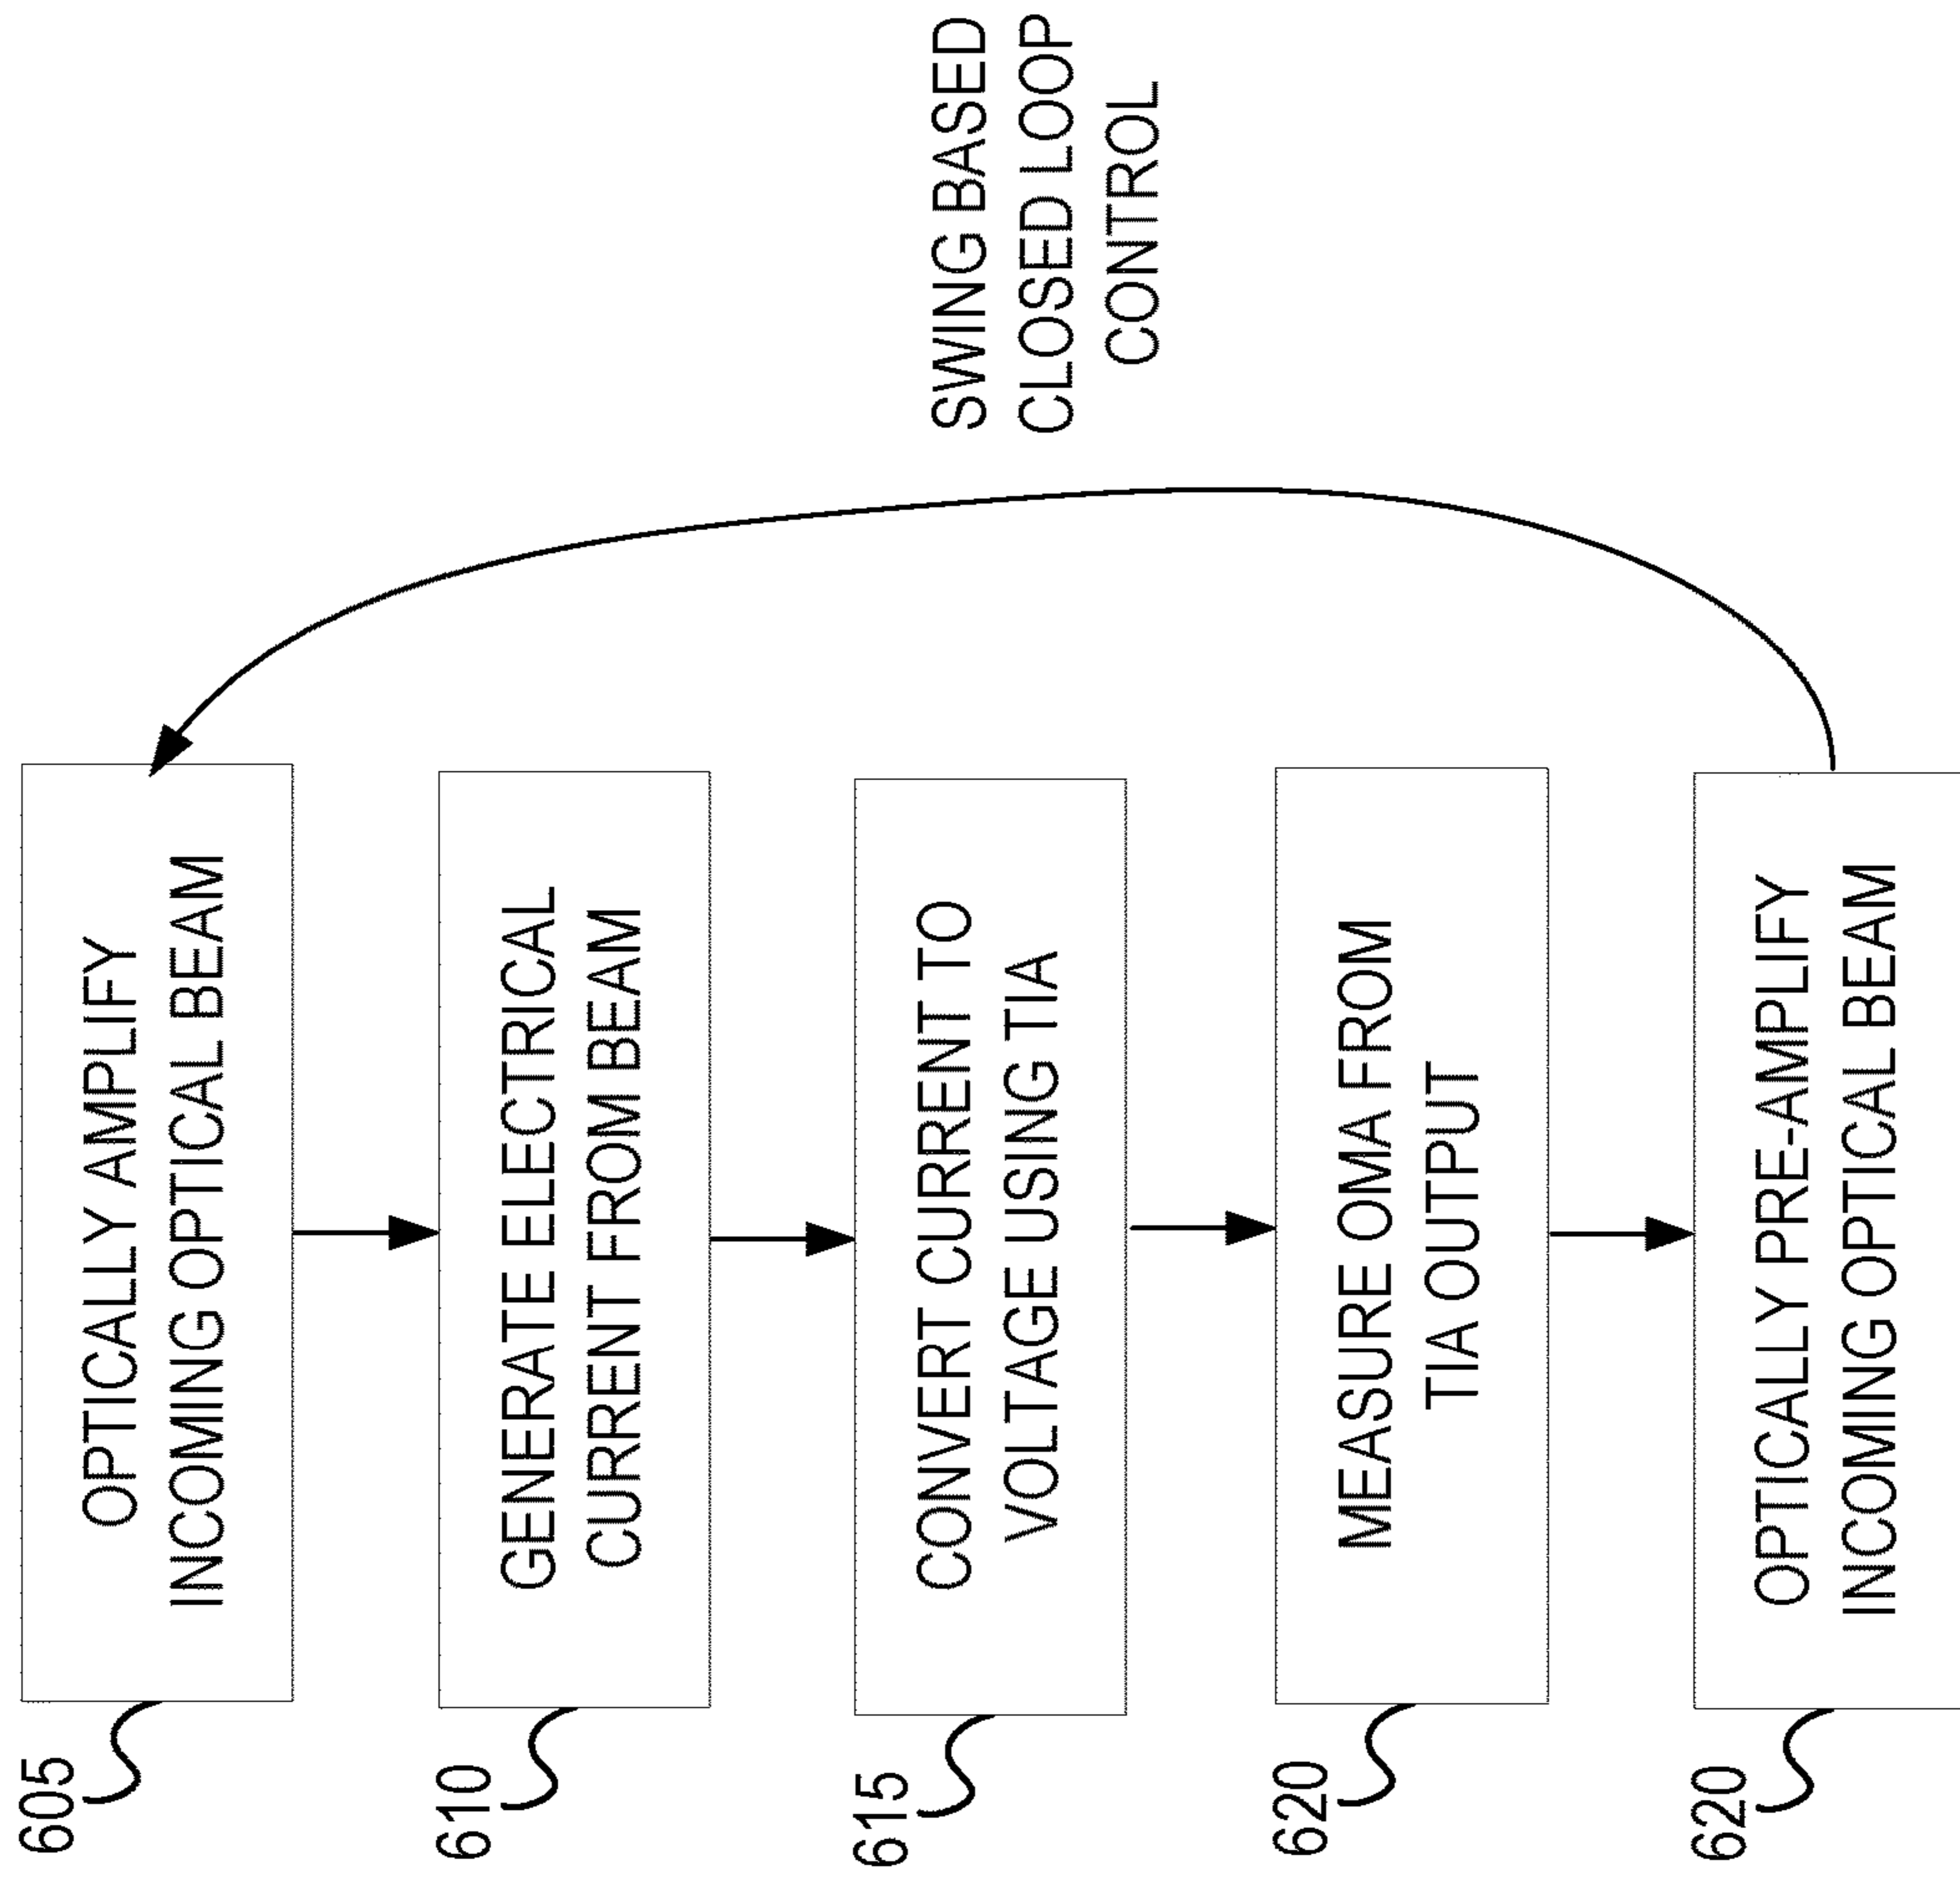 605
OPTICALLY AMPLIFY
INCOMING OPTICAL BEAM
610
GENERATE ELECTRICAL
CURRENT FROM BEAM
615
CONVERT CURRENT TO
VOLTAGE USING TIA
620
MEASURE OMA FROM
TIA OUTPUT
620
OPTICALLY PRE-AMPLIFY
INCOMING OPTICAL BEAM
SWING BASED
CLOSED LOOP
CONTROL